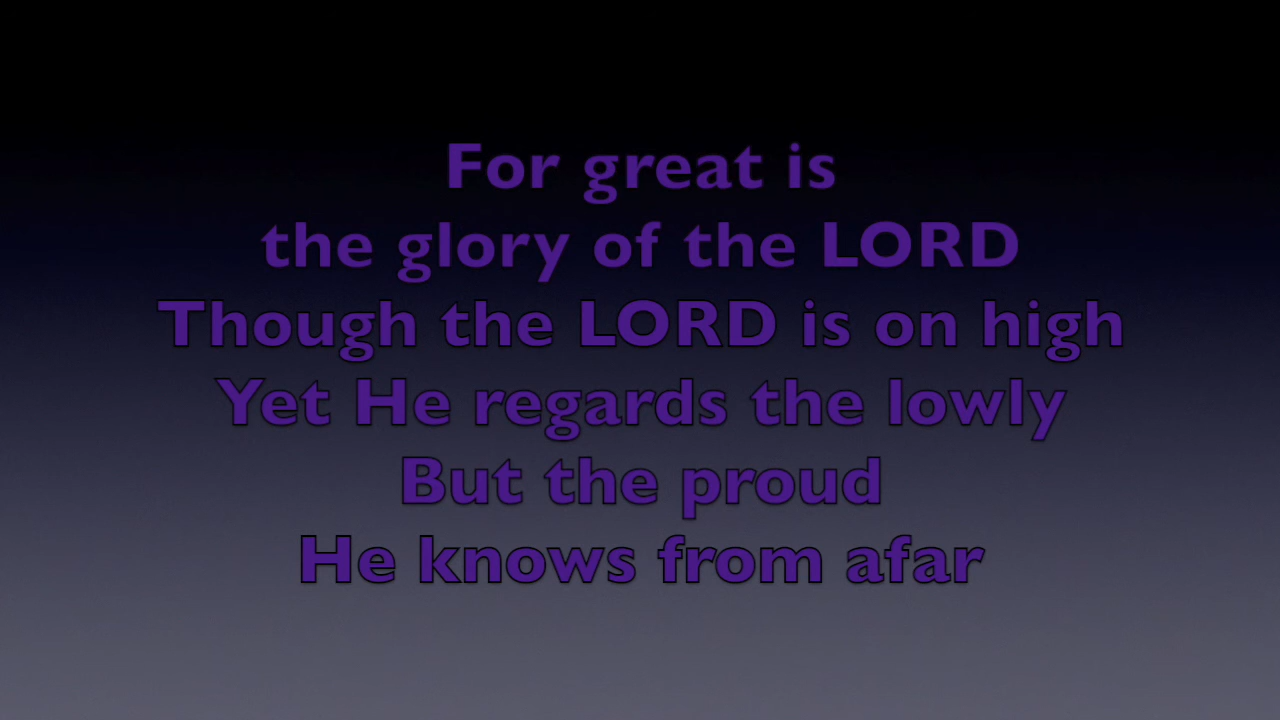 For great is
the glory of the LORD
Though the LORD is on high
Yet He regards the lowly
But the proud
He knows from afar